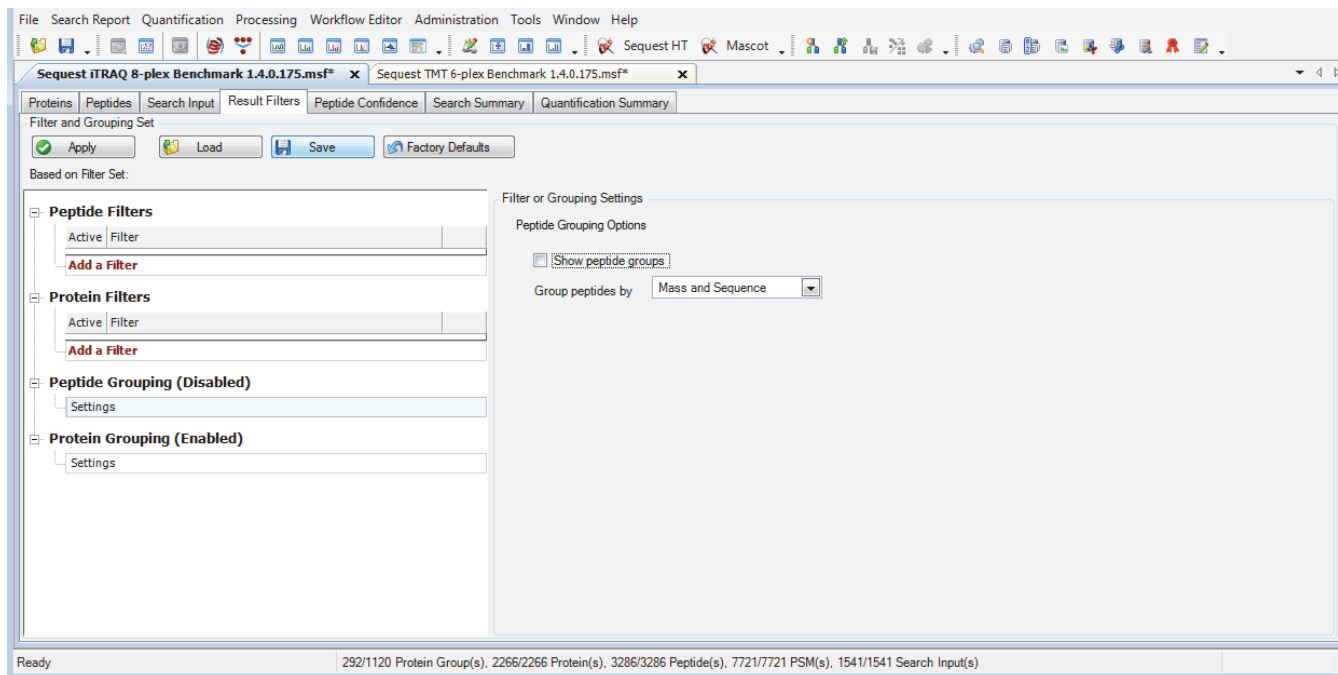 File Search Report Quantification Processing Workflow Editor Administration Tools Window Help
Sequest HT Mascot
Sequest iTRAQ 8-plex Benchmark 1.4.0.175.msf* x Sequest TMT 6-plex Benchmark 1.4.0.175.msf* x
Proteins Peptides Search Input Result Filters Peptide Confidence Search Summary Quantification Summary
Filter and Grouping Set
Apply Load Save Factory Defaults
Based on Filter Set:
Peptide Filters
Active Filter
Add a Filter
Protein Filters
Active Filter
Add a Filter
Peptide Grouping (Disabled)
Settings
Protein Grouping (Enabled)
Settings
Filter or Grouping Settings
Peptide Grouping Options
Show peptide groups
Group peptides by Mass and Sequence
Ready 292/1120 Protein Group(s), 2266/2266 Protein(s), 3286/3286 Peptide(s), 7721/7721 PSM(s), 1541/1541 Search Input(s)